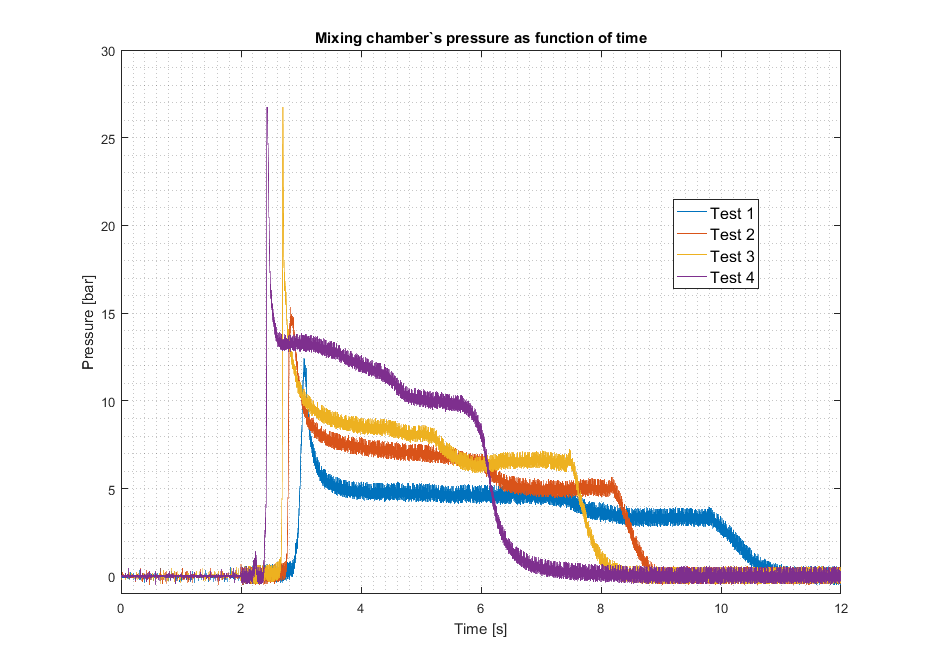 Mixing chamber`s pressure as function of time
30
25
20
15
10
5
0
Pressure [bar]
Test 1
Test 2
Test 3
Test 4
0 2 4 6 8 10 12
Time [s]